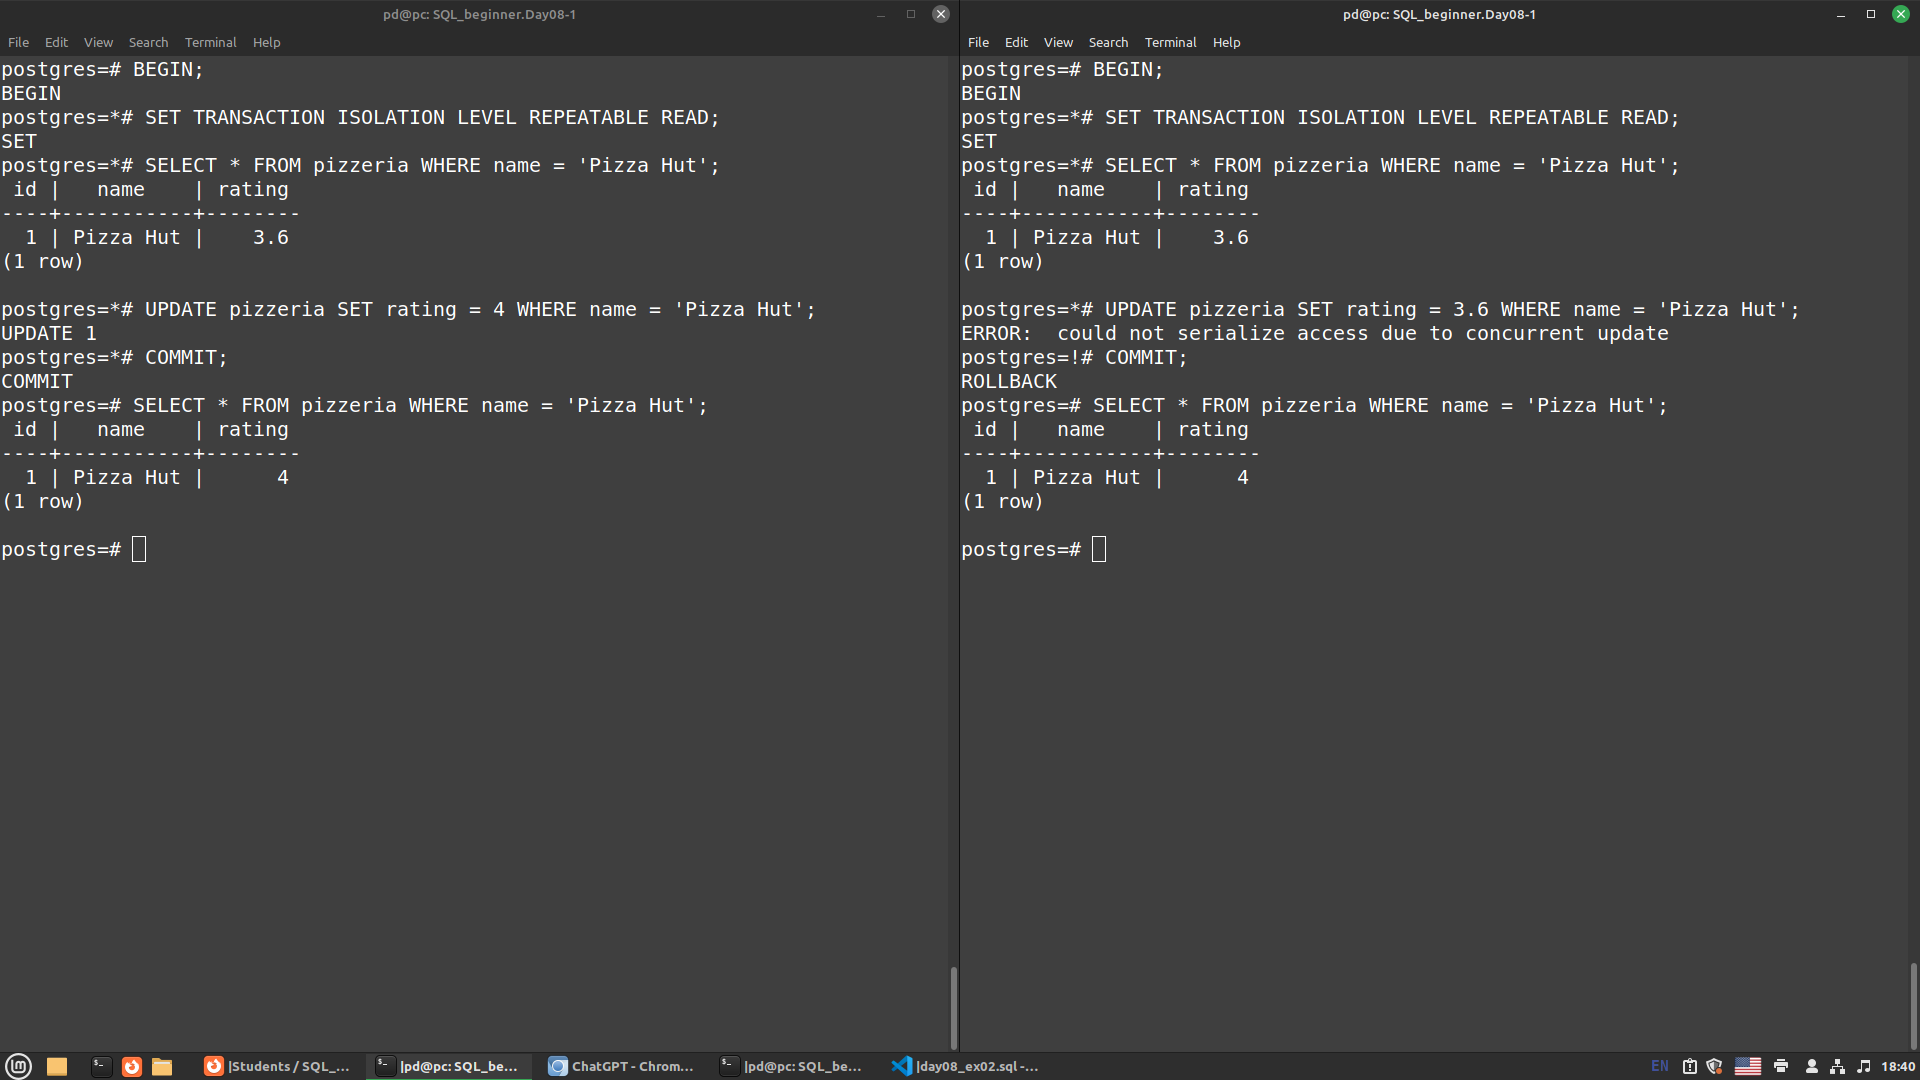 pd@pc: SQL_beginner.Day08-1
File Edit View Search Terminal Help
postgres=# BEGIN;
BEGIN
postgres=*# SET TRANSACTION ISOLATION LEVEL REPEATABLE READ;
SET
postgres=*# SELECT * FROM pizzeria WHERE name = 'Pizza Hut';
 id |   name    | rating
----+-----------+--------
  1 | Pizza Hut |    3.6
(1 row)

postgres=*# UPDATE pizzeria SET rating = 4 WHERE name = 'Pizza Hut';
UPDATE 1
postgres=*# COMMIT;
COMMIT
postgres=# SELECT * FROM pizzeria WHERE name = 'Pizza Hut';
 id |   name    | rating
----+-----------+--------
  1 | Pizza Hut |      4
(1 row)

postgres=#
pd@pc: SQL_beginner.Day08-1
File Edit View Search Terminal Help
postgres=# BEGIN;
BEGIN
postgres=*# SET TRANSACTION ISOLATION LEVEL REPEATABLE READ;
SET
postgres=*# SELECT * FROM pizzeria WHERE name = 'Pizza Hut';
 id |   name    | rating
----+-----------+--------
  1 | Pizza Hut |    3.6
(1 row)

postgres=*# UPDATE pizzeria SET rating = 3.6 WHERE name = 'Pizza Hut';
ERROR:  could not serialize access due to concurrent update
postgres=!# COMMIT;
ROLLBACK
postgres=# SELECT * FROM pizzeria WHERE name = 'Pizza Hut';
 id |   name    | rating
----+-----------+--------
  1 | Pizza Hut |      4
(1 row)

postgres=#
|Students / SQL_... |pd@pc: SQL_be... ChatGPT - Chrom... |pd@pc: SQL_be... |day08_ex02.sql -... EN 18:40